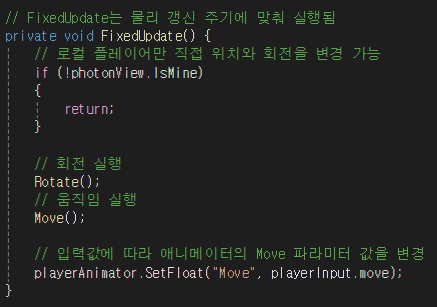 // FixedUpdate는 물리 갱신 주기에 맞춰 실행됨
private void FixedUpdate() {
// 로컬 플레이어만 직접 위치와 회전을 변경 가능
if (!photonView.IsMine)
{
return;
}
// 회전 실행
Rotate();
// 움직임 실행
Move();
// 입력값에 따라 애니메이터의 Move 파라미터 값을 변경
playerAnimator.SetFloat("Move", playerInput.move);
}